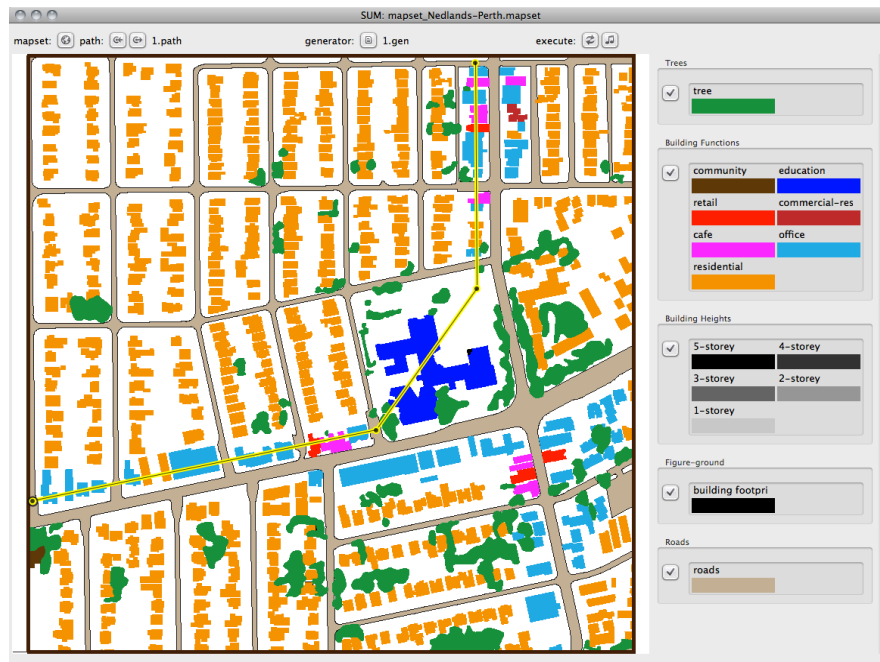 SUM: mapset_Nedlands-Perth.mapset
mapset: path: 1.path generator: 1.gen execute:
Trees
tree
Building Functions
community education
retail commercial-res
cafe office
residential
Building Heights
5-storey 4-storey
3-storey 2-storey
1-storey
Figure-ground
building footpri
Roads
roads